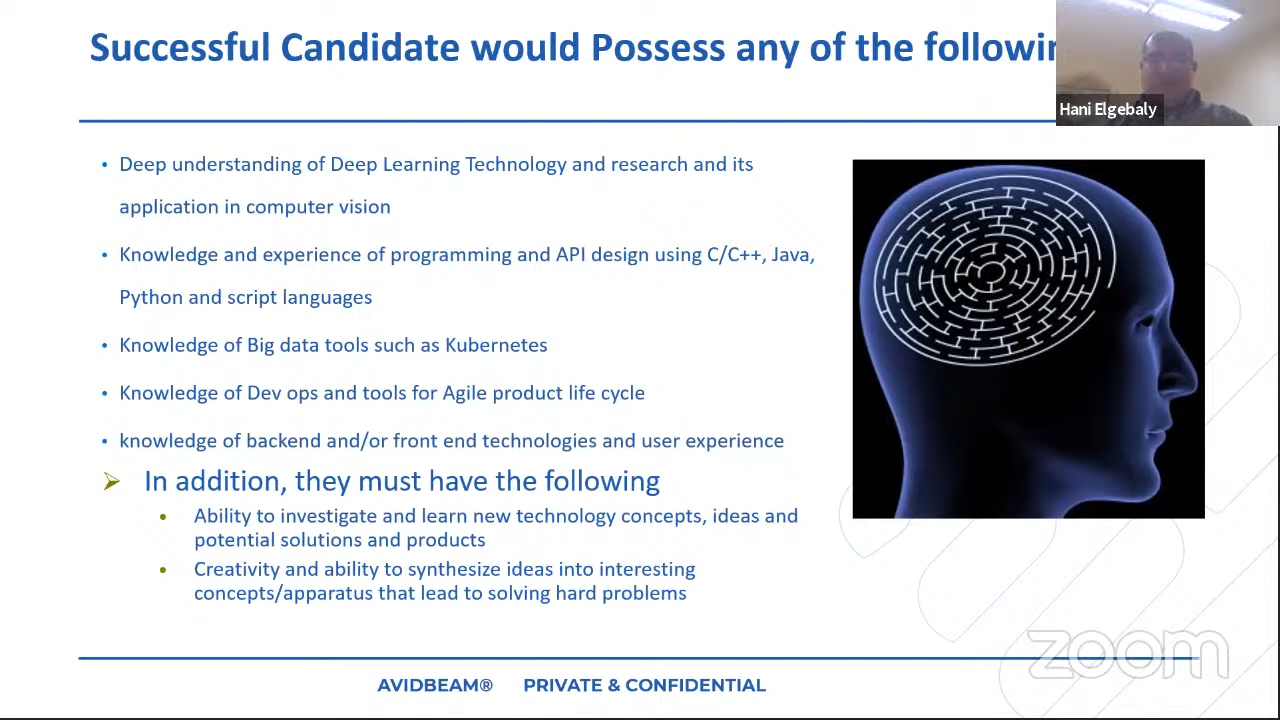 Successful Candidate would Possess any of the followin
Hani Elgebaly
• Deep understanding of Deep Learning Technology and research and its
application in computer vision
• Knowledge and experience of programming and API design using C/C++, Java,
Python and script languages
• Knowledge of Big data tools such as Kubernetes
• Knowledge of Dev ops and tools for Agile product life cycle
• knowledge of backend and/or front end technologies and user experience
➢ In addition, they must have the following
• Ability to investigate and learn new technology concepts, ideas and
potential solutions and products
• Creativity and ability to synthesize ideas into interesting
concepts/apparatus that lead to solving hard problems
zoom
AVIDBEAM® PRIVATE & CONFIDENTIAL